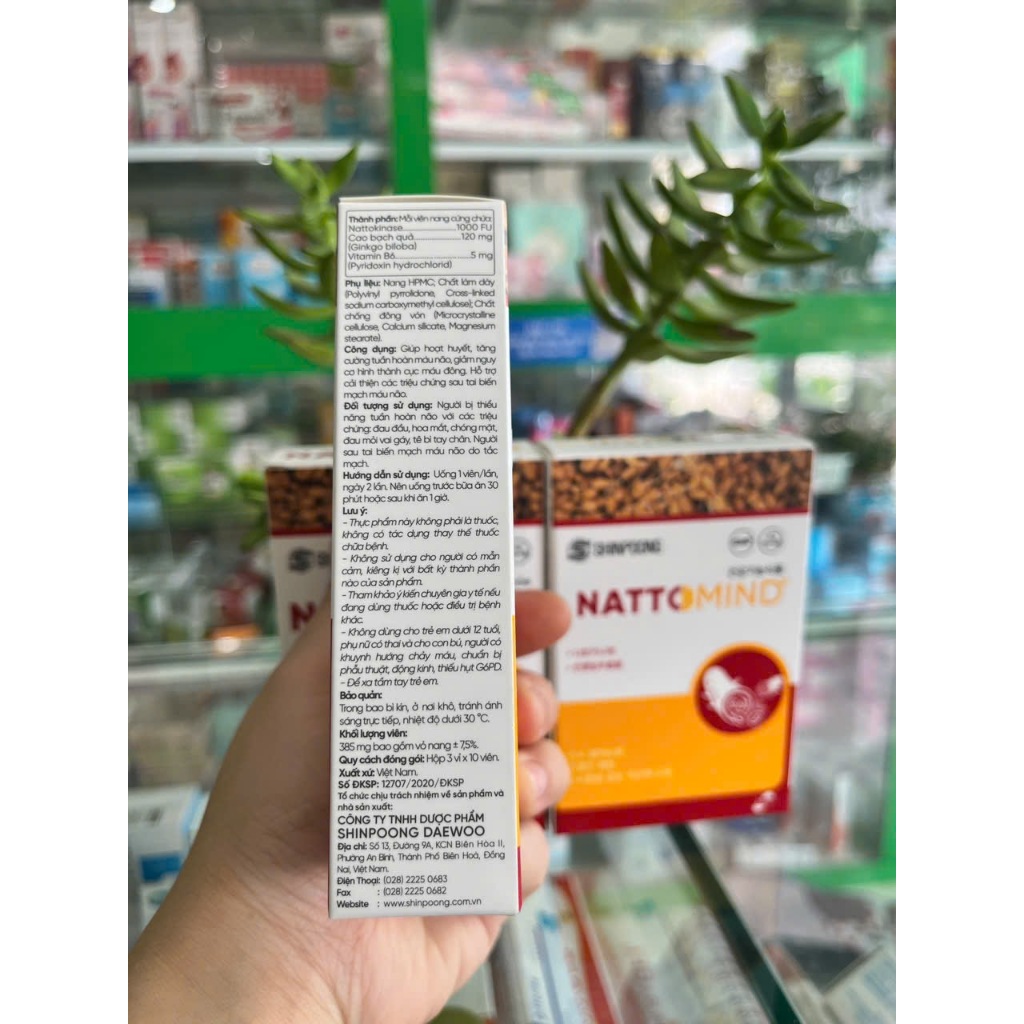 Thành phần: Mỗi viên nang cứng chứa:
Nattokinase.....................1000 FU
Cao bạch quả...................120 mg
(Ginkgo biloba)
Vitamin B6...........................5 mg
(Pyridoxin hydrochlorid)
Phụ liệu: Nang HPMC; Chất làm dày
(Polyvinyl pyrrolidone, Cross-linked
sodium carboxymethyl cellulose); Chất
chống đông vón (Microcrystalline
cellulose, Calcium silicate, Magnesium
stearate).
Công dụng: Giúp hoạt huyết, tăng
cường tuần hoàn máu não, giảm nguy
cơ hình thành cục máu đông. Hỗ trợ
cải thiện các triệu chứng sau tai biến
mạch máu não.
Đối tượng sử dụng: Người bị thiểu
năng tuần hoàn não với các triệu
chứng: đau đầu, hoa mắt, chóng mặt,
đau mỏi vai gáy, tê bì tay chân. Người
sau tai biến mạch máu não do tắc
mạch.
Hướng dẫn sử dụng: Uống 1 viên/lần,
ngày 2 lần. Nên uống trước bữa ăn 30
phút hoặc sau khi ăn 1 giờ.
Lưu ý:
- Thực phẩm này không phải là thuốc,
không có tác dụng thay thế thuốc
chữa bệnh.
- Không sử dụng cho người có mẫn
cảm, kiêng kị với bất kỳ thành phần
nào của sản phẩm.
- Tham khảo ý kiến chuyên gia y tế nếu
đang dùng thuốc hoặc điều trị bệnh
khác.
- Không dùng cho trẻ em dưới 12 tuổi,
phụ nữ có thai và cho con bú, người có
khuynh hướng chảy máu, chuẩn bị
phẫu thuật, động kinh, thiếu hụt G6PD.
- Để xa tầm tay trẻ em.
Bảo quản:
Trong bao bì kín, ở nơi khô, tránh ánh
sáng trực tiếp, nhiệt độ dưới 30 °C.
Khối lượng viên:
385 mg bao gồm vỏ nang ± 7,5%.
Quy cách đóng gói: Hộp 3 vỉ x 10 viên.
Xuất xứ: Việt Nam.
Số ĐKSP: 12707/2020/ĐKSP
Tổ chức chịu trách nhiệm về sản phẩm và
nhà sản xuất:
CÔNG TY TNHH DƯỢC PHẨM
SHINPOONG DAEWOO
Địa chỉ: Số 13, Đường 9A, KCN Biên Hòa II,
Phường An Bình, Thành Phố Biên Hoà, Đồng
Nai, Việt Nam.
Điện Thoại: (028) 2225 0683
Fax : (028) 2225 0682
Website : www.shinpoong.com.vn
SHINPOONG
NATTOMIND